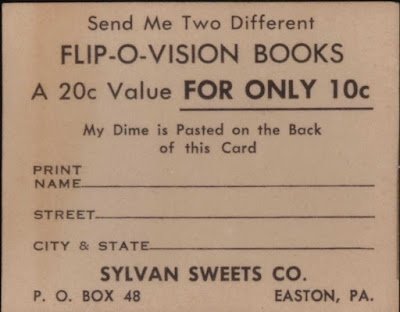 Send Me Two Different
FLIP-O-VISION BOOKS
A 20c Value FOR ONLY 10c
My Dime is Pasted on the Back
of this Card
PRINT
NAME
STREET
CITY & STATE
SYLVAN SWEETS CO.
P. O. BOX 48 EASTON, PA.